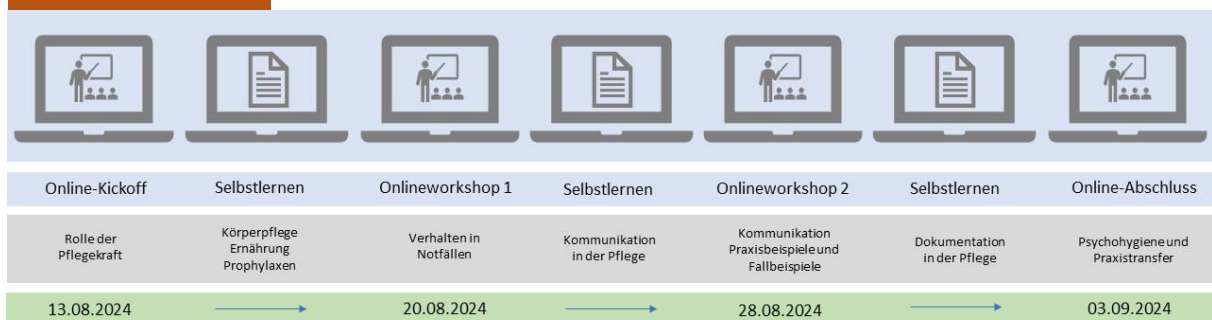 Online-Kickoff
Selbstlernen
Onlineworkshop 1
Selbstlernen
Onlineworkshop 2
Selbstlernen
Online-Abschluss
Rolle der
Pflegekraft
Körperpflege
Ernährung
Prophylaxen
Verhalten in
Notfällen
Kommunikation
in der Pflege
Kommunikation
Praxisbeispiele und
Fallbeispiele
Dokumentation
in der Pflege
Psychohygiene und
Praxistransfer
13.08.2024
20.08.2024
28.08.2024
03.09.2024